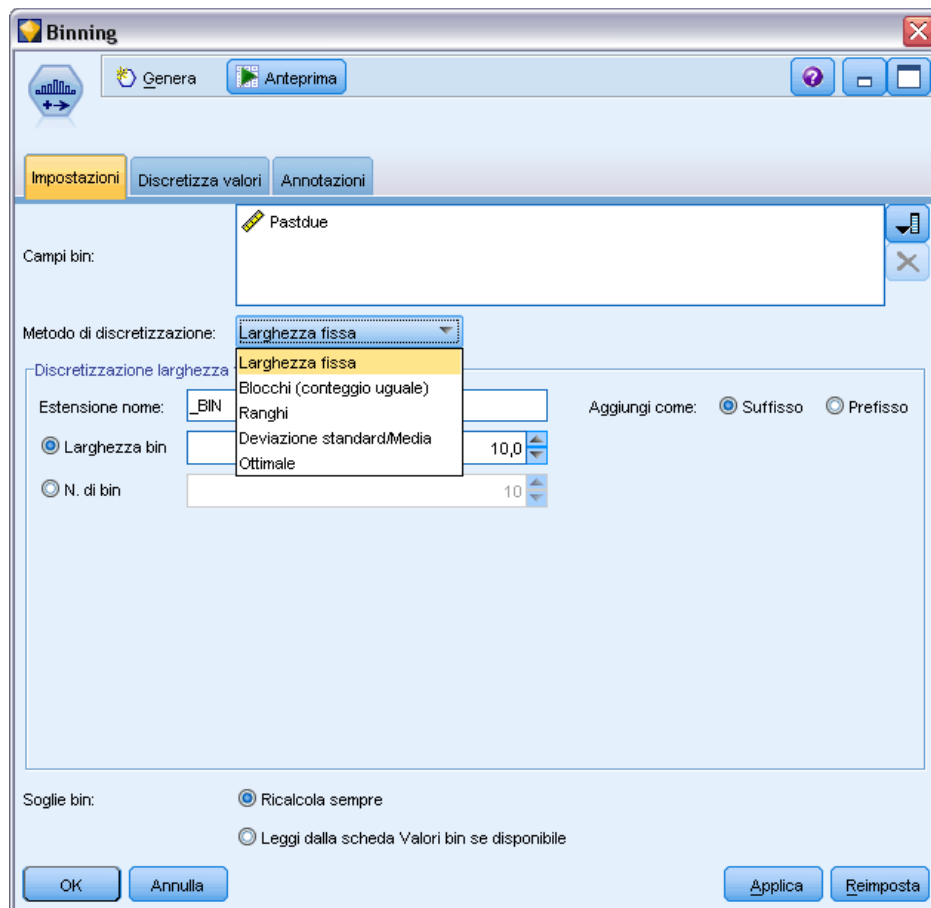 Binning
Genera Anteprima
Impostazioni Discretizza valori Annotazioni
Campi bin: Pastdue
Metodo di discretizzazione: Larghezza fissa
Larghezza fissa
Blocchi (conteggio uguale)
Ranghi
Deviazione standard/Media
Ottimale
Discretizzazione larghezza
Estensione nome: _BIN Aggiungi come: Suffisso Prefisso
Larghezza bin 10,0
N. di bin 10
Soglie bin: Ricalcola sempre
Leggi dalla scheda Valori bin se disponibile
OK Annulla Applica Reimposta